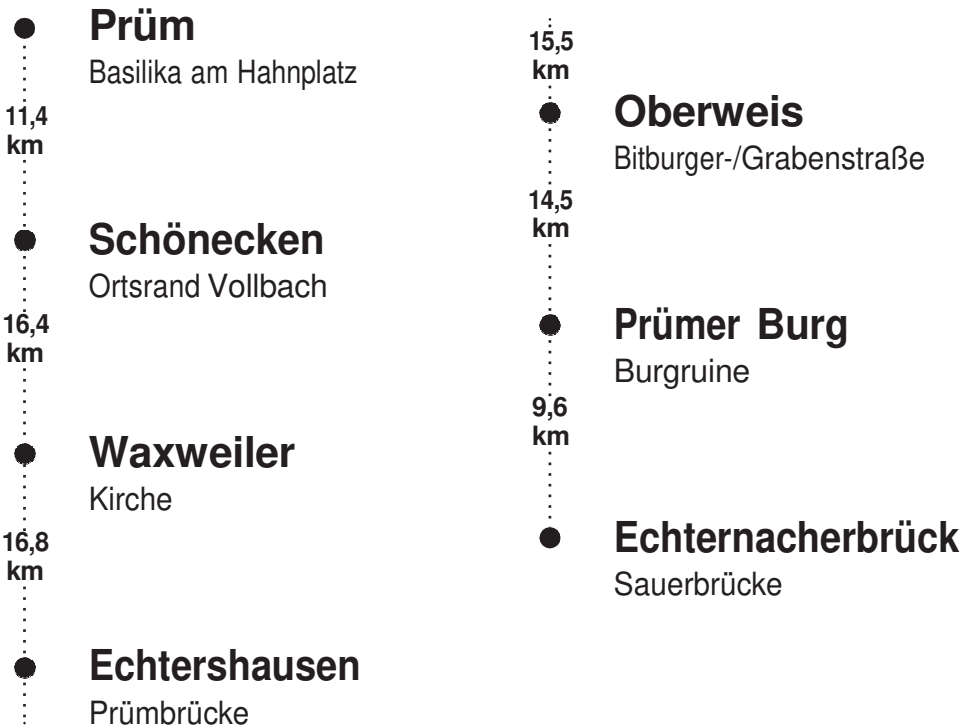 Prüm
Basilika am Hahnplatz
11,4
km
Schönecken
Ortsrand Vollbach
16,4
km
Waxweiler
Kirche
16,8
km
Echtershausen
Prümbrücke
15,5
km
Oberweis
Bitburger-/Grabenstraße
14,5
km
Prümer Burg
Burgruine
9,6
km
Echternacherbrück
Sauerbrücke